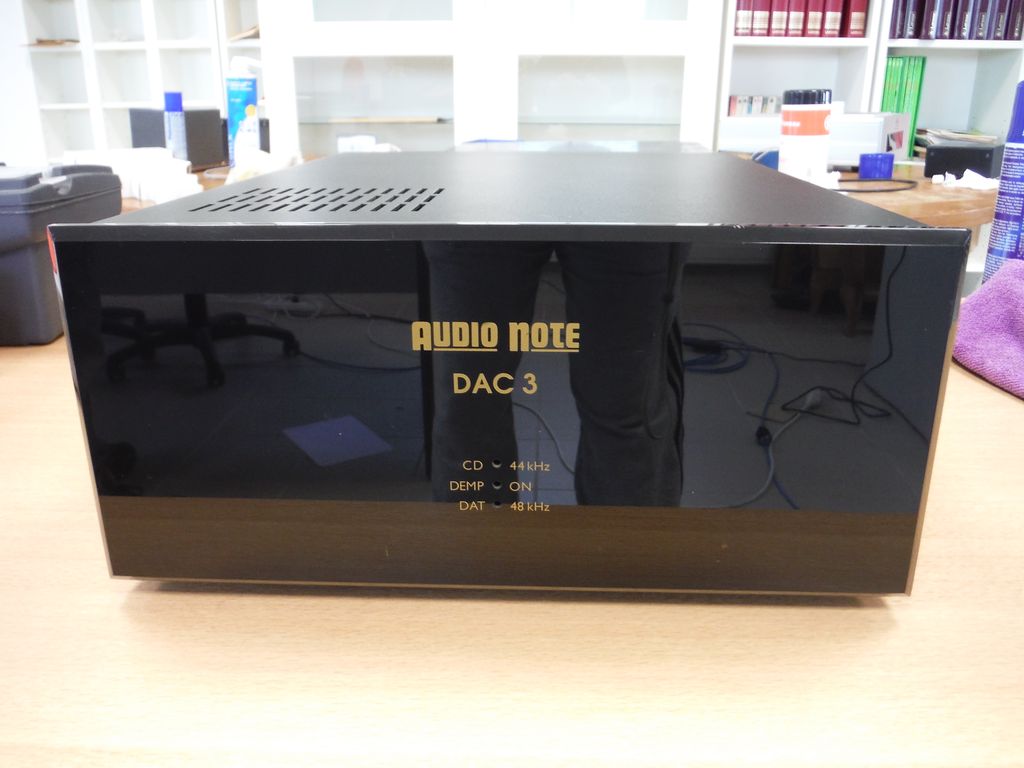 AUDIO NOTE
DAC 3
CD 44 kHz
DEMP ON
DAT 48 kHz